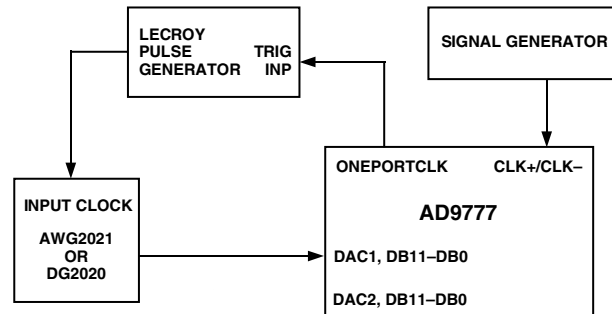 LECROY
PULSE TRIG
GENERATOR INP
SIGNAL GENERATOR
ONEPORTCLK CLK+/CLK–
AD9777
INPUT CLOCK
AWG2021
OR
DG2020
DAC1, DB11–DB0
DAC2, DB11–DB0